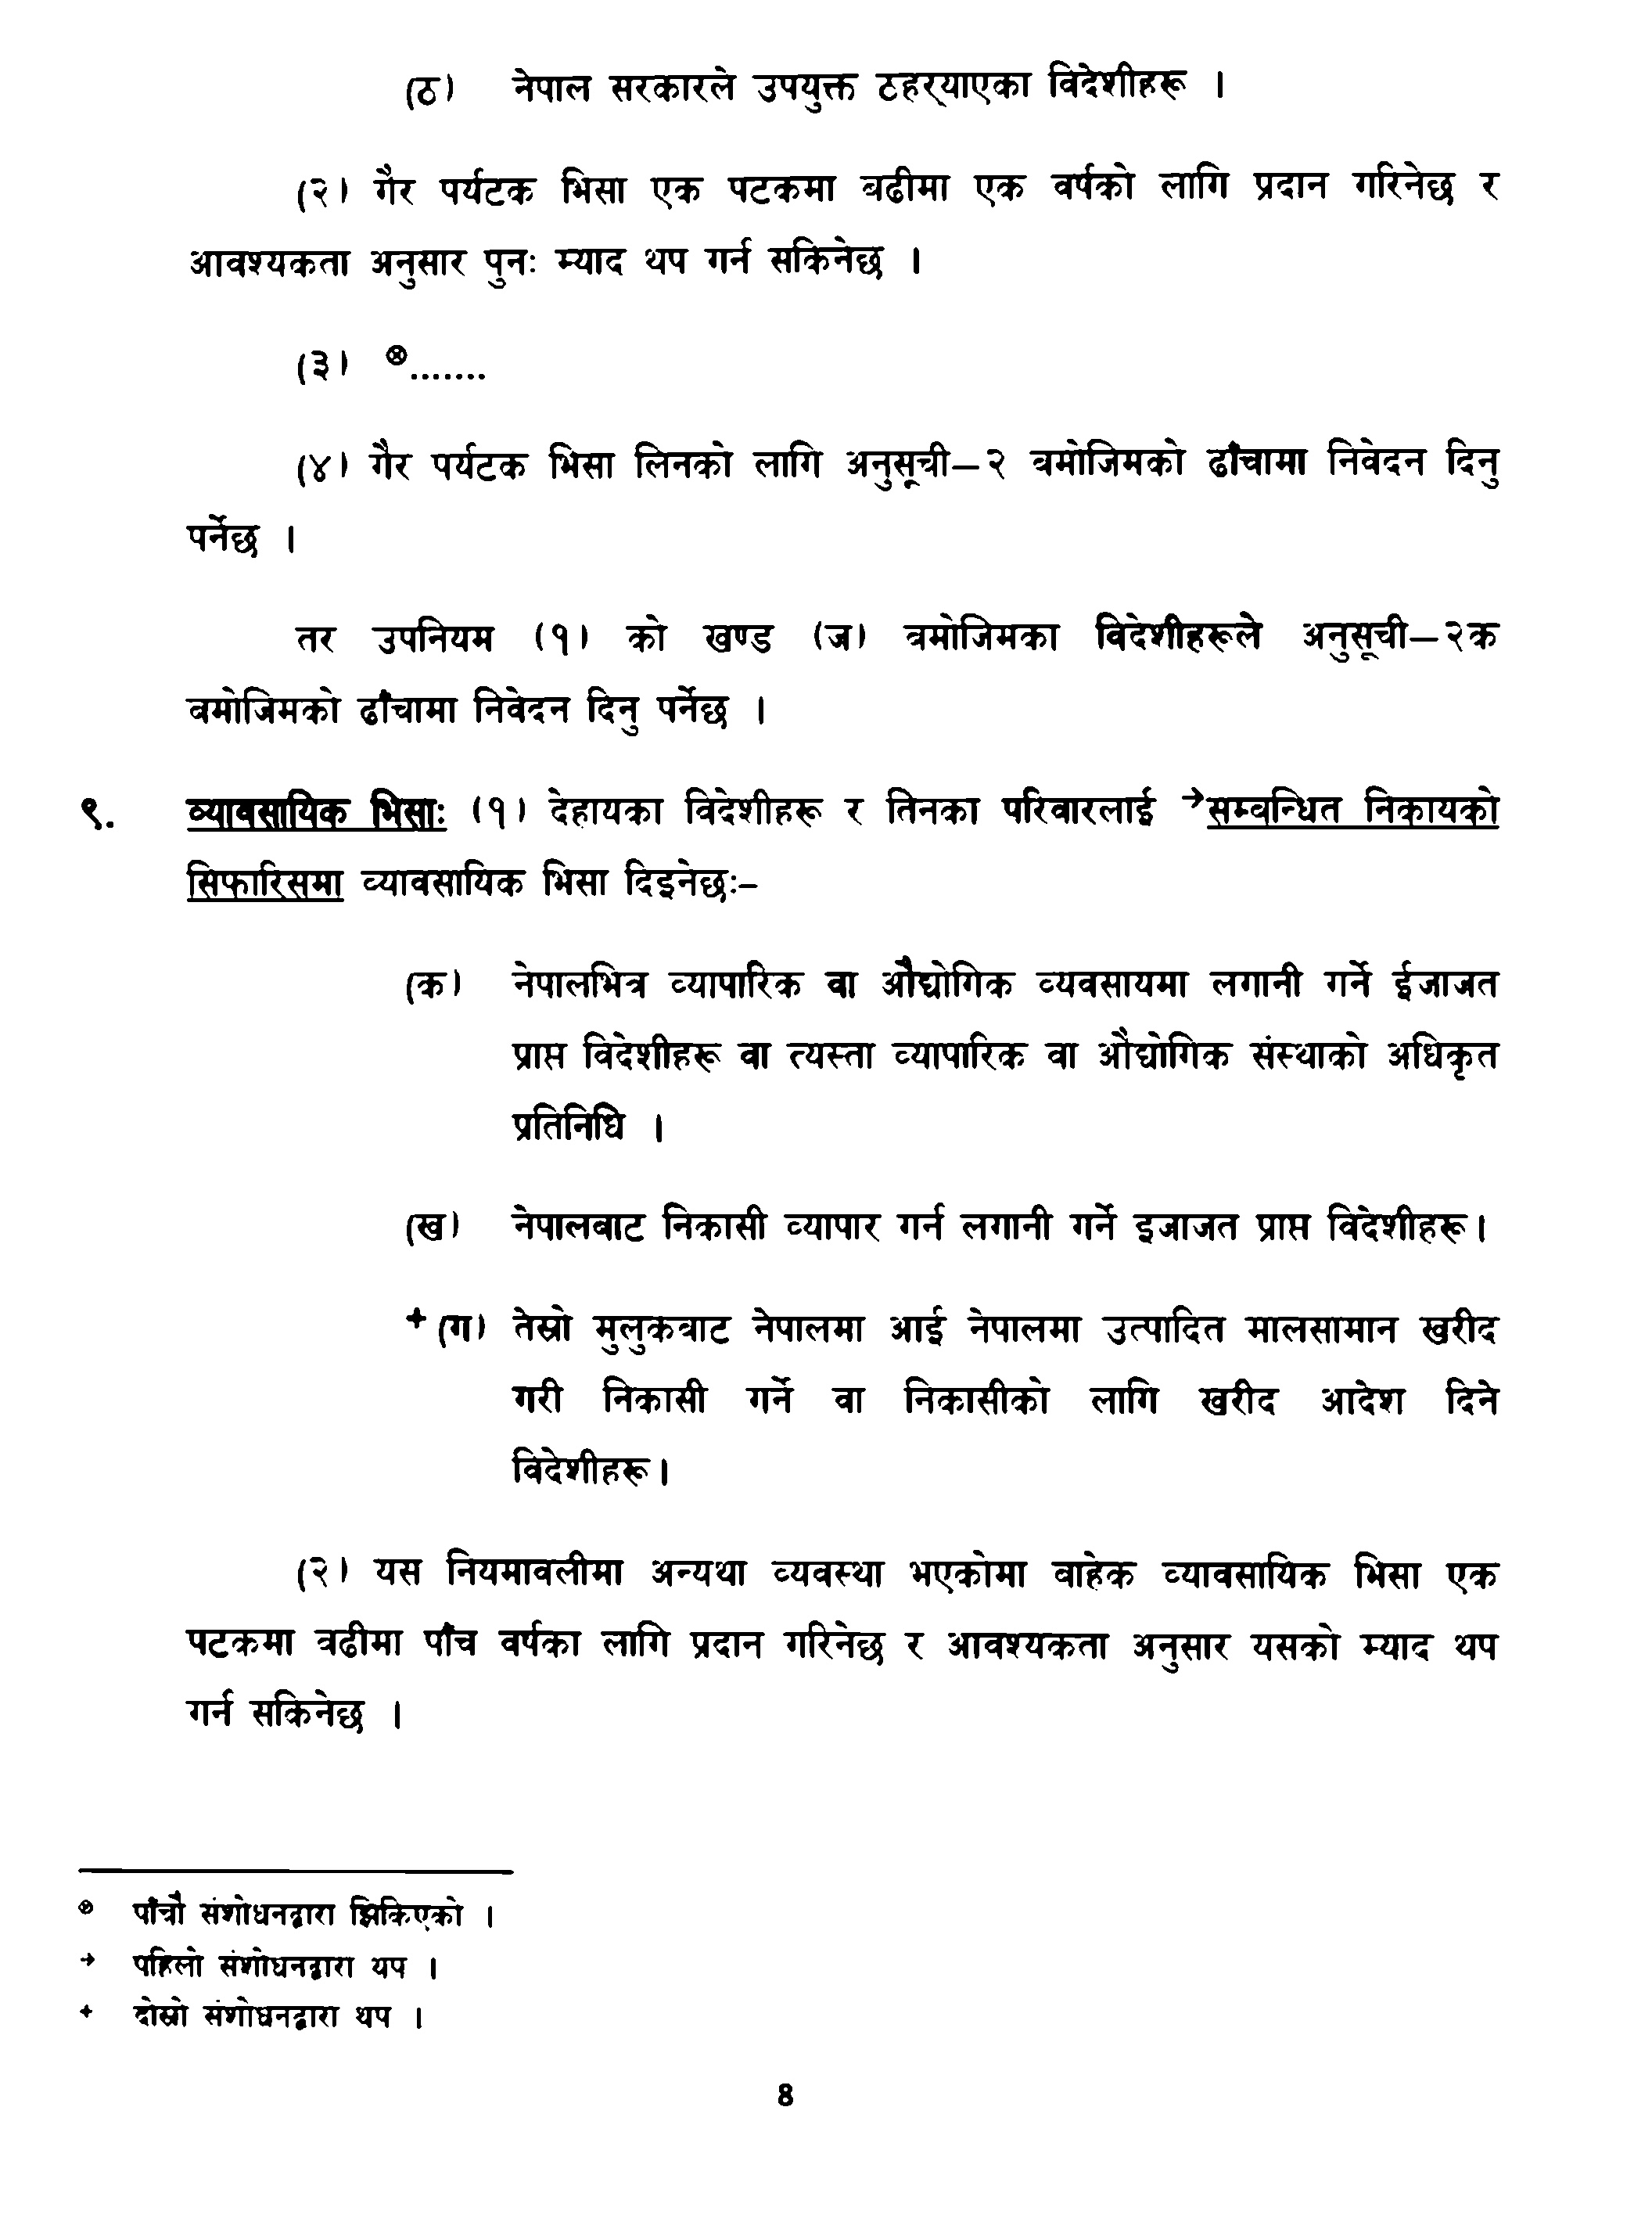 (ठ) नेपाल सरकारले उपयुक्त ठहर्‍याएका विदेशीहरू ।
(२) गैर पर्यटक भिसा एक पटकमा बढीमा एक वर्षको लागि प्रदान गरिनेछ र
आवश्यकता अनुसार पुनः म्याद थप गर्न सकिनेछ ।
(३) ⊗.......
(४) गैर पर्यटक भिसा लिनको लागि अनुसूची–२ बमोजिमको ढाँचामा निवेदन दिनु
पर्नेछ ।
तर उपनियम (१) को खण्ड (ज) बमोजिमका विदेशीहरूले अनुसूची–२क
बमोजिमको ढाँचामा निवेदन दिनु पर्नेछ ।
९. व्यावसायिक भिसाः (१) देहायका विदेशीहरू र तिनका परिवारलाई →सम्बन्धित निकायको
सिफारिसमा व्यावसायिक भिसा दिइनेछः–
(क) नेपालभित्र व्यापारिक वा औद्योगिक व्यवसायमा लगानी गर्ने ईजाजत
प्राप्त विदेशीहरू वा त्यस्ता व्यापारिक वा औद्योगिक संस्थाको अधिकृत
प्रतिनिधि ।
(ख) नेपालबाट निकासी व्यापार गर्न लगानी गर्ने इजाजत प्राप्त विदेशीहरू।
✦(ग) तेस्रो मुलुकबाट नेपालमा आई नेपालमा उत्पादित मालसामान खरीद
गरी निकासी गर्ने वा निकासीको लागि खरीद आदेश दिने
विदेशीहरू।
(२) यस नियमावलीमा अन्यथा व्यवस्था भएकोमा बाहेक व्यावसायिक भिसा एक
पटकमा बढीमा पाँच वर्षका लागि प्रदान गरिनेछ र आवश्यकता अनुसार यसको म्याद थप
गर्न सकिनेछ ।
⊗ पाँचौ संशोधनद्वारा झिकिएको ।
→ पहिलो संशोधनद्वारा थप ।
✦ दोस्रो संशोधनद्वारा थप ।
8